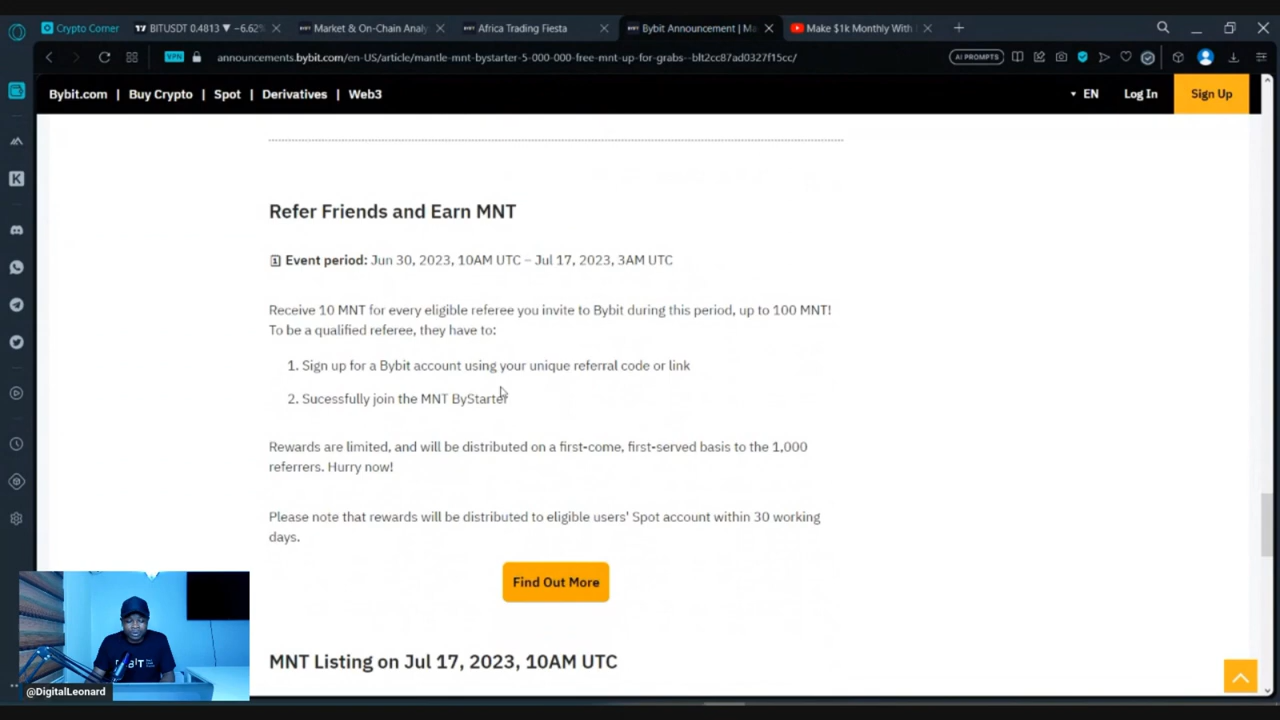 Crypto Corner
BITUSDT 0.4813 ▼ −6.62%
Market & On-Chain Analy
Africa Trading Fiesta
Bybit Announcement | Ma
Make $1k Monthly With
VPN
announcements.bybit.com/en-US/article/mantle-mnt-bystarter-5-000-000-free-mnt-up-for-grabs--blt2cc87ad0327f15cc/
AI PROMPTS
Bybit.com | Buy Crypto | Spot | Derivatives | Web3
EN
Log In
Sign Up
Refer Friends and Earn MNT
Event period: Jun 30, 2023, 10AM UTC – Jul 17, 2023, 3AM UTC
Receive 10 MNT for every eligible referee you invite to Bybit during this period, up to 100 MNT!
To be a qualified referee, they have to:
1. Sign up for a Bybit account using your unique referral code or link
2. Sucessfully join the MNT ByStarter
Rewards are limited, and will be distributed on a first-come, first-served basis to the 1,000
referrers. Hurry now!
Please note that rewards will be distributed to eligible users' Spot account within 30 working
days.
Find Out More
MNT Listing on Jul 17, 2023, 10AM UTC
@DigitalLeonard